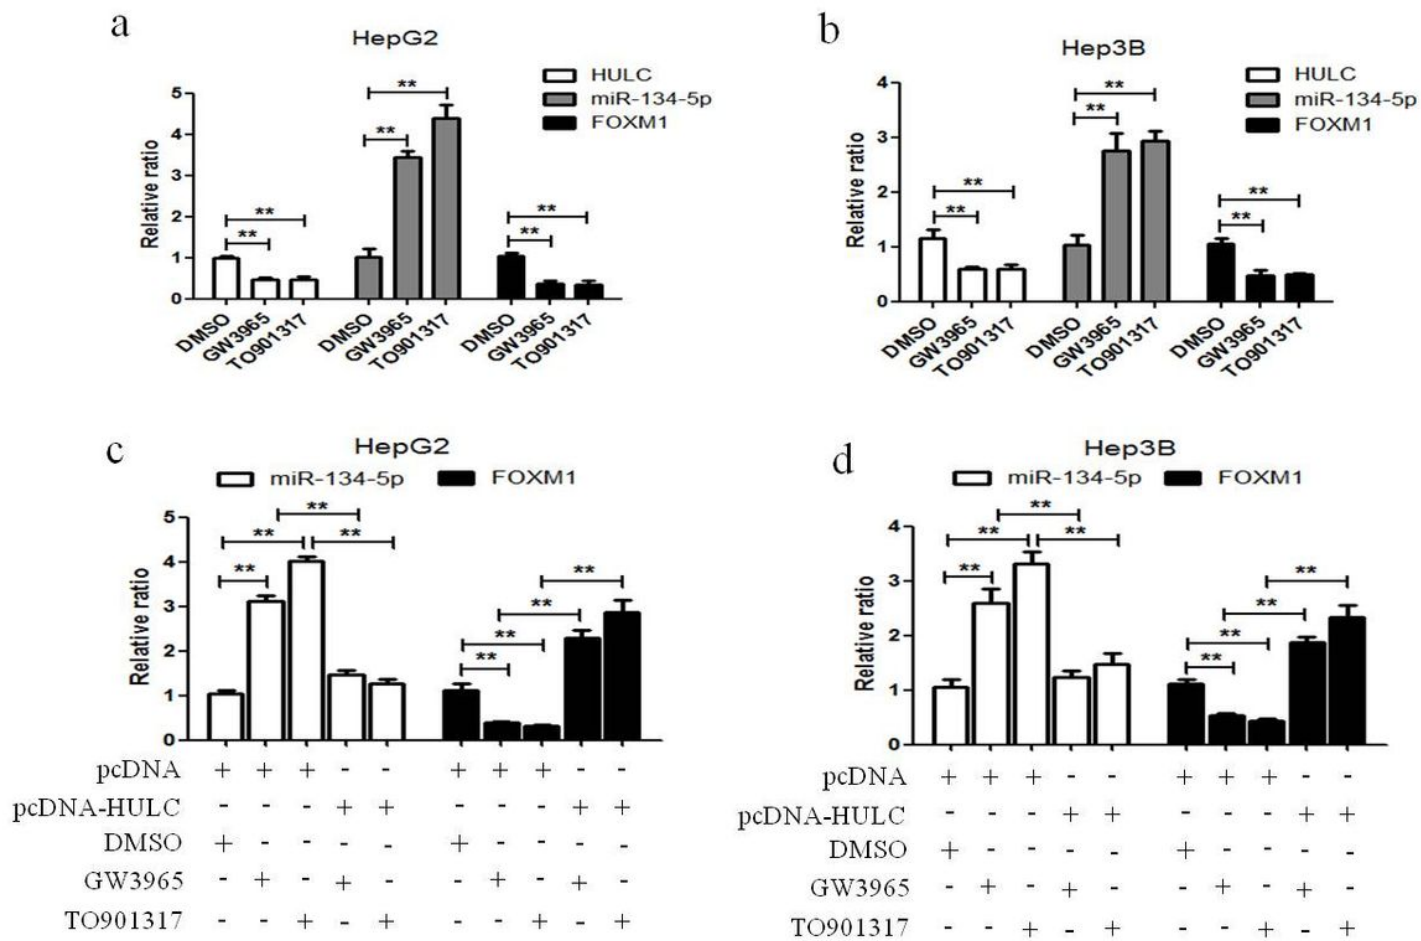 a
HepG2
HULC
miR-134-5p
FOXM1
Relative ratio
5
4
3
2
1
0
** ** ** ** ** **
DMSO GW3965 TO901317 DMSO GW3965 TO901317 DMSO GW3965 TO901317
b
Hep3B
HULC
miR-134-5p
FOXM1
Relative ratio
4
3
2
1
0
** ** ** ** ** **
DMSO GW3965 TO901317 DMSO GW3965 TO901317 DMSO GW3965 TO901317
c
HepG2
miR-134-5p FOXM1
Relative ratio
5
4
3
2
1
0
** ** ** ** ** ** ** **
pcDNA + + + - - + + + - -
pcDNA-HULC - - - + + - - - + +
DMSO + - - - - + - - - -
GW3965 - + - + - - + - + -
TO901317 - - + - + - - + - +
d
Hep3B
miR-134-5p FOXM1
Relative ratio
4
3
2
1
0
** ** ** ** ** ** ** **
pcDNA + + + - - + + + - -
pcDNA-HULC - - - + + - - - + +
DMSO + - - - - + - - - -
GW3965 - + - + - - + - + -
TO901317 - - + - + - - + - +